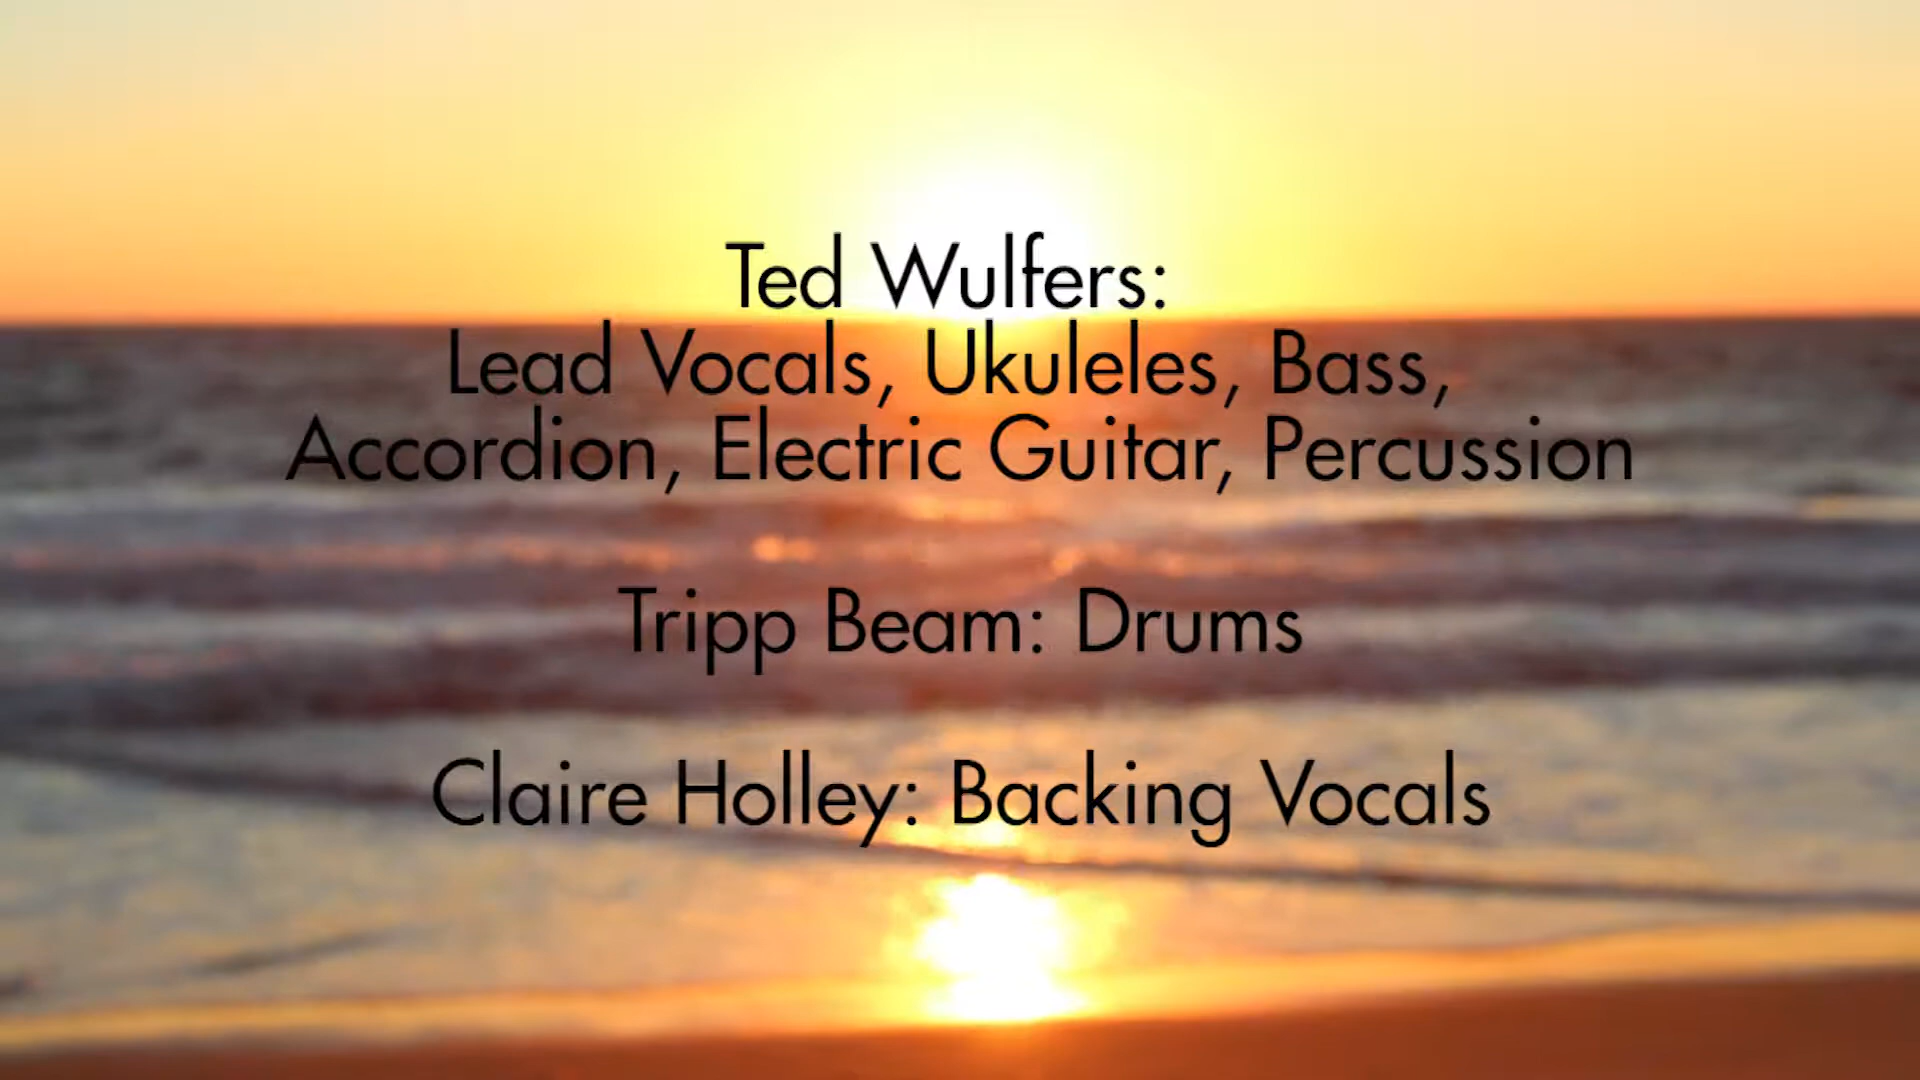 Ted Wulfers:
Lead Vocals, Ukuleles, Bass,
Accordion, Electric Guitar, Percussion
Tripp Beam: Drums
Claire Holley: Backing Vocals